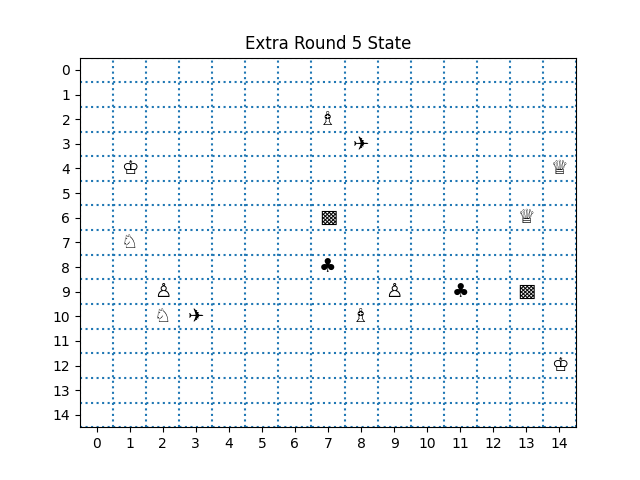 Extra Round 5 State
0
1
2 ♗
3 ✈
4 ♔ ♕
5
6 ▩ ♕
7 ♘
8 ♣
9 ♙ ♙ ♣ ▩
10 ♘ ✈ ♗
11
12 ♔
13
14
0 1 2 3 4 5 6 7 8 9 10 11 12 13 14